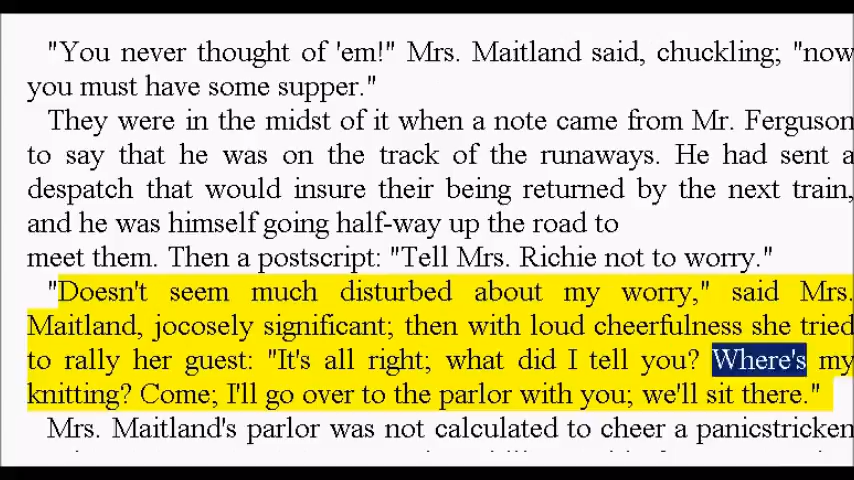 "You never thought of 'em!" Mrs. Maitland said, chuckling; "now
you must have some supper."
They were in the midst of it when a note came from Mr. Ferguson
to say that he was on the track of the runaways. He had sent a
despatch that would insure their being returned by the next train,
and he was himself going half-way up the road to
meet them. Then a postscript: "Tell Mrs. Richie not to worry."
"Doesn't seem much disturbed about my worry," said Mrs.
Maitland, jocosely significant; then with loud cheerfulness she tried
to rally her guest: "It's all right; what did I tell you? Where's my
knitting? Come; I'll go over to the parlor with you; we'll sit there."
Mrs. Maitland's parlor was not calculated to cheer a panicstricken